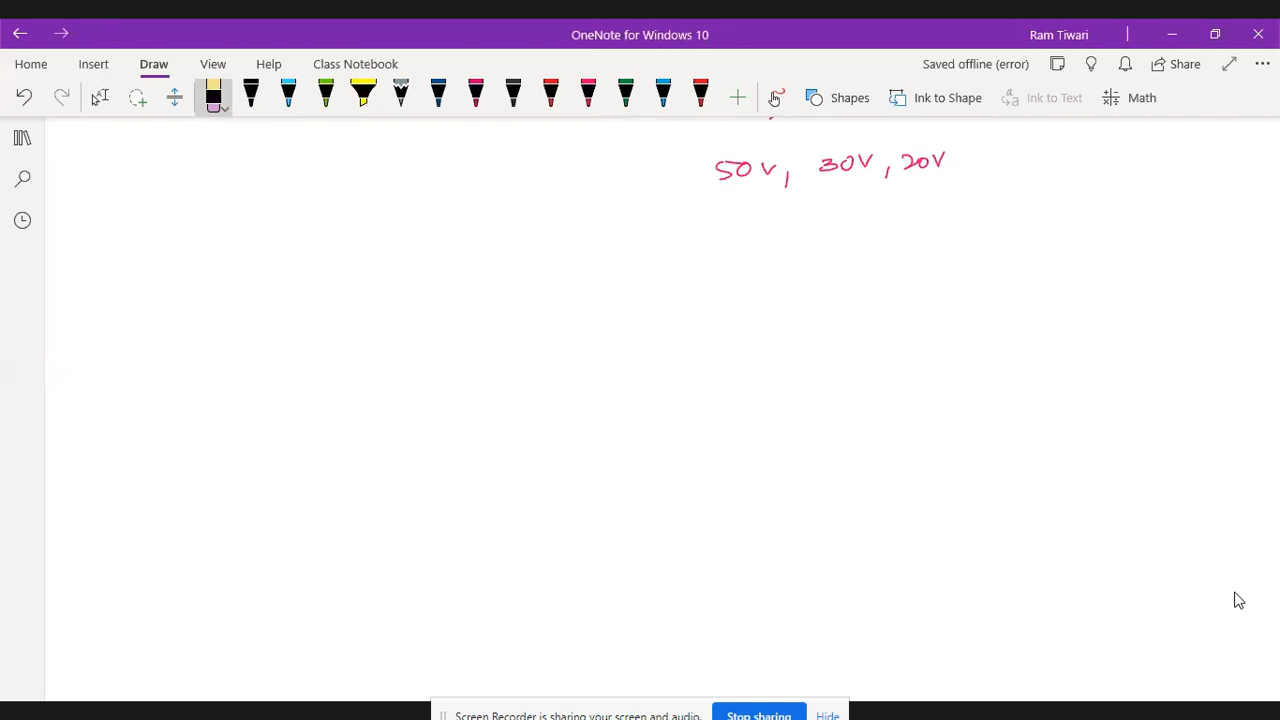 OneNote for Windows 10
Ram Tiwari
Home Insert Draw View Help Class Notebook
Saved offline (error)
Share
Shapes
Ink to Shape
Ink to Text
Math
50V, 30V, 20V
Screen Recorder is sharing your screen and audio.
Stop sharing
Hide